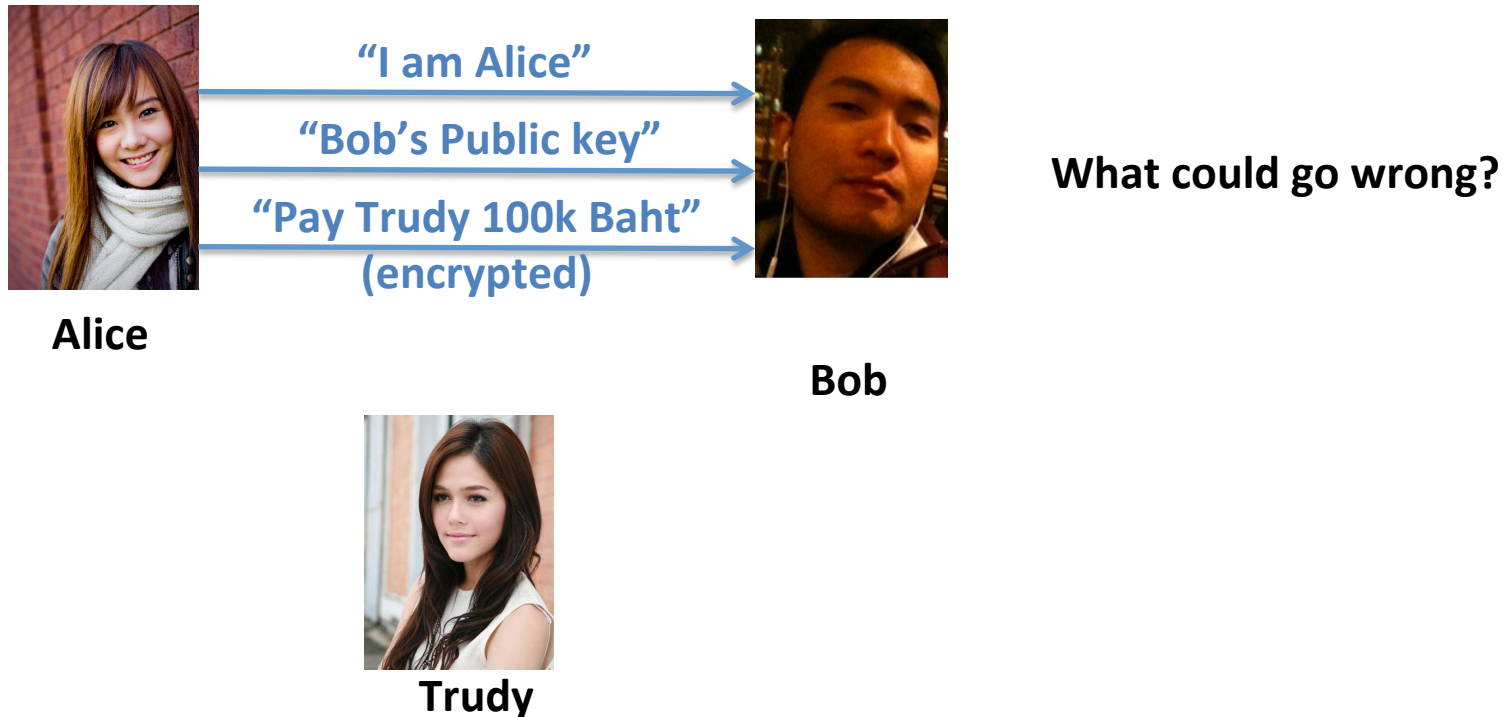 “I am Alice”
“Bob’s Public key”
“Pay Trudy 100k Baht”
(encrypted)
What could go wrong?
Alice
Bob
Trudy